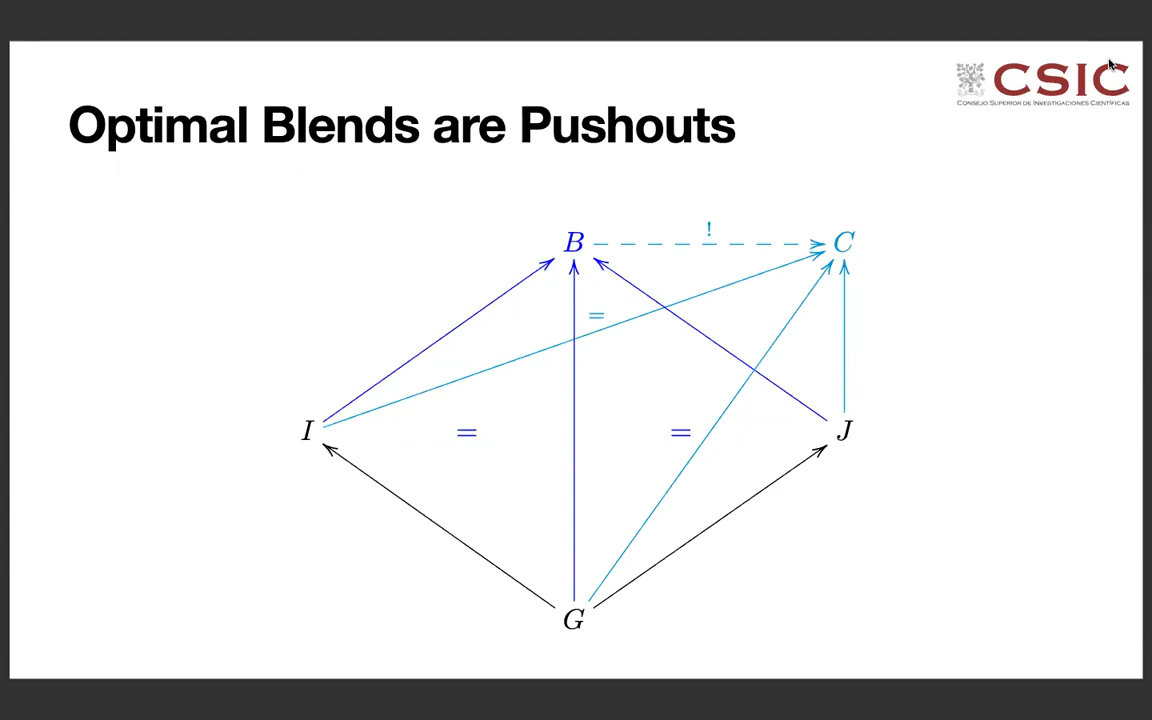 CSIC
CONSEJO SUPERIOR DE INVESTIGACIONES CIENTÍFICAS
Optimal Blends are Pushouts
!
B C
=
I = = J
G